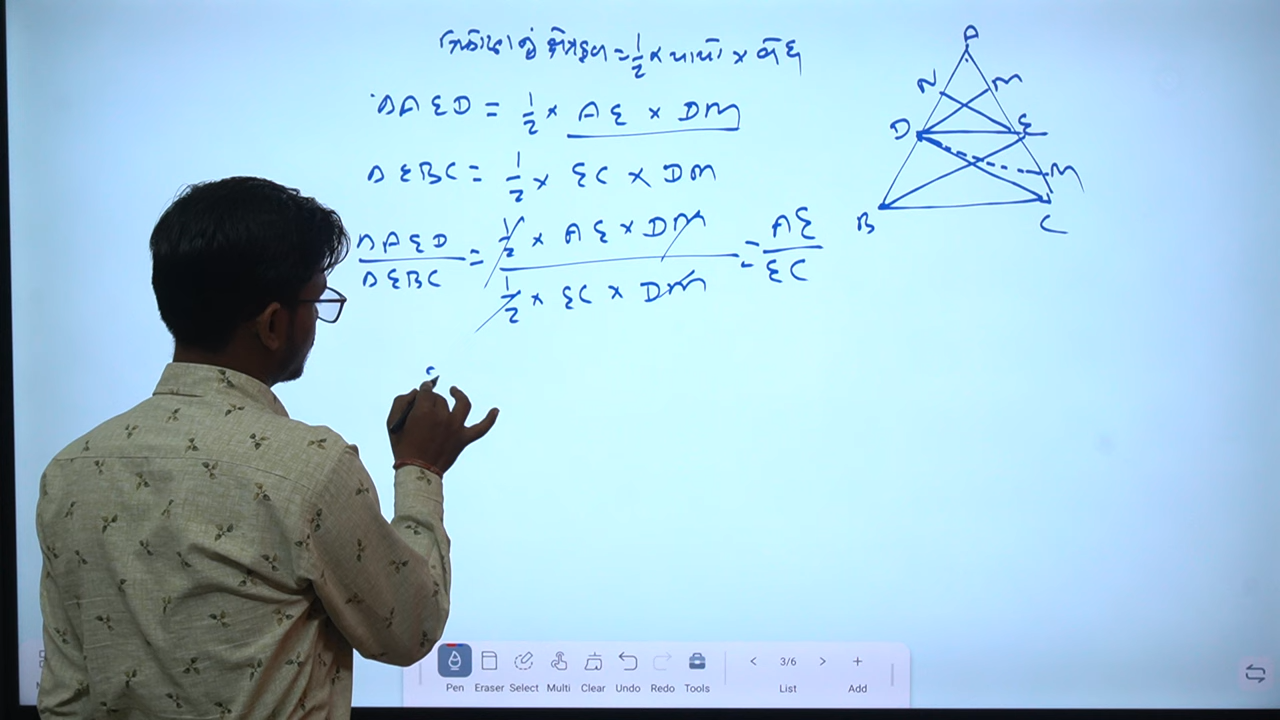 ત્રિકોણનું ક્ષેત્રફળ = 1/2 × પાયો × વેધ
ΔAED = 1/2 × AE × DM
ΔEBC = 1/2 × EC × DM
ΔAED/ΔEBC = 1/2 × AE × DM / 1/2 × EC × DM = AE/EC
A
N M
D E
M
B C
Pen Eraser Select Multi Clear Undo Redo Tools < 3/6 > +
List Add